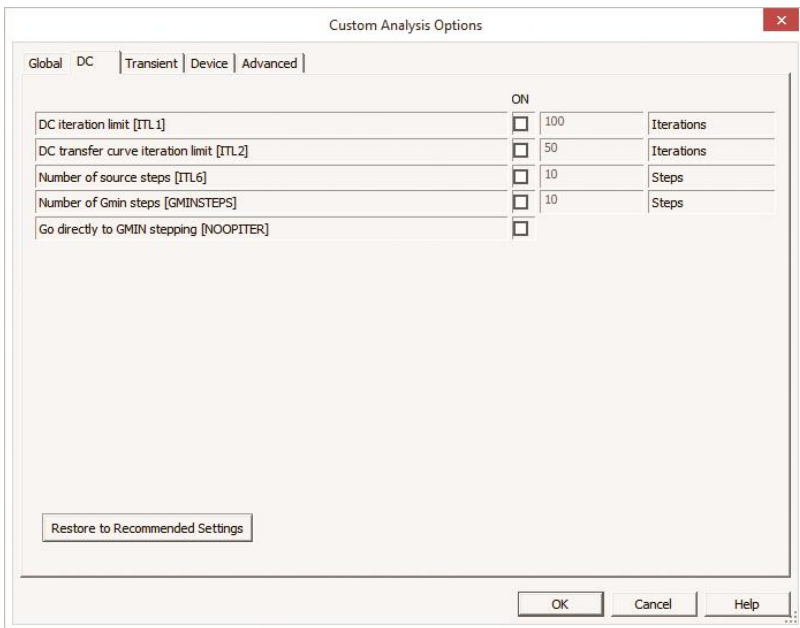 Custom Analysis Options
Global DC Transient Device Advanced
ON
DC iteration limit [ITL1] 100 Iterations
DC transfer curve iteration limit [ITL2] 50 Iterations
Number of source steps [ITL6] 10 Steps
Number of Gmin steps [GMINSTEPS] 10 Steps
Go directly to GMIN stepping [NOOPITER]
Restore to Recommended Settings
OK Cancel Help